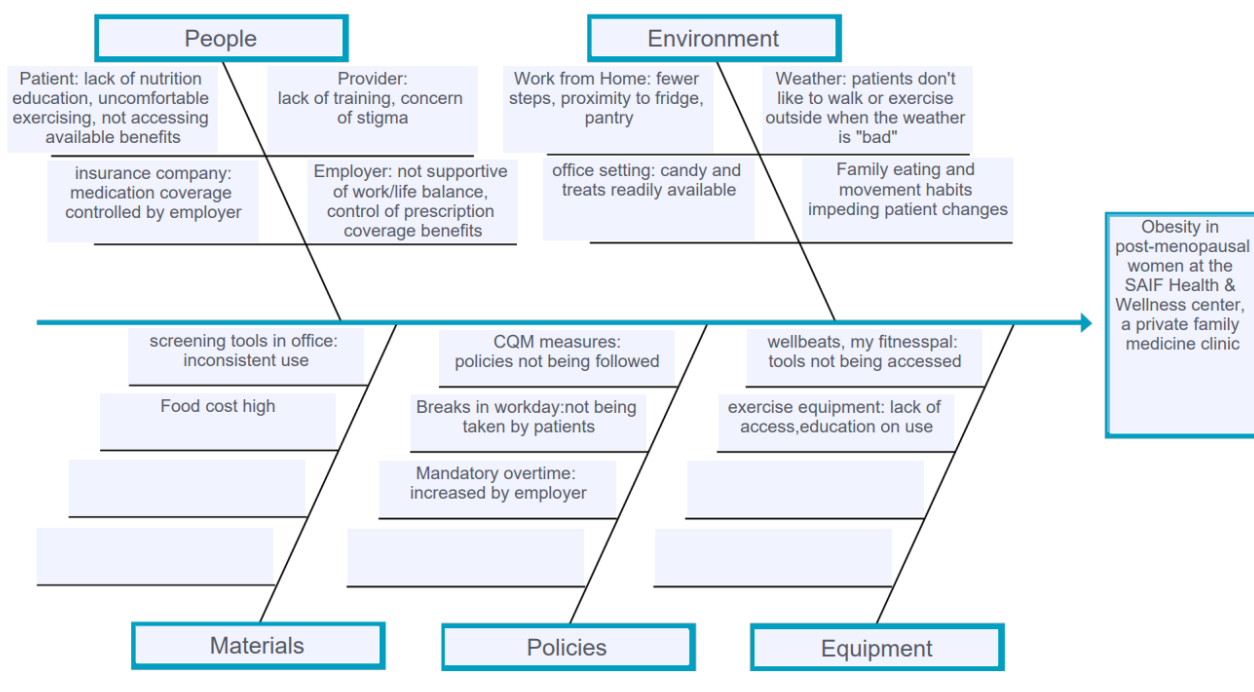 People
Environment
Patient: lack of nutrition
education, uncomfortable
exercising, not accessing
available benefits
Provider:
lack of training, concern
of stigma
insurance company:
medication coverage
controlled by employer
Employer: not supportive
of work/life balance,
control of prescription
coverage benefits
Work from Home: fewer
steps, proximity to fridge,
pantry
Weather: patients don't
like to walk or exercise
outside when the weather
is "bad"
office setting: candy and
treats readily available
Family eating and
movement habits
impeding patient changes
Obesity in
post-menopausal
women at the
SAIF Health &
Wellness center,
a private family
medicine clinic
screening tools in office:
inconsistent use
Food cost high
CQM measures:
policies not being followed
Breaks in workday:not being
taken by patients
Mandatory overtime:
increased by employer
wellbeats, my fitnesspal:
tools not being accessed
exercise equipment: lack of
access,education on use
Materials
Policies
Equipment